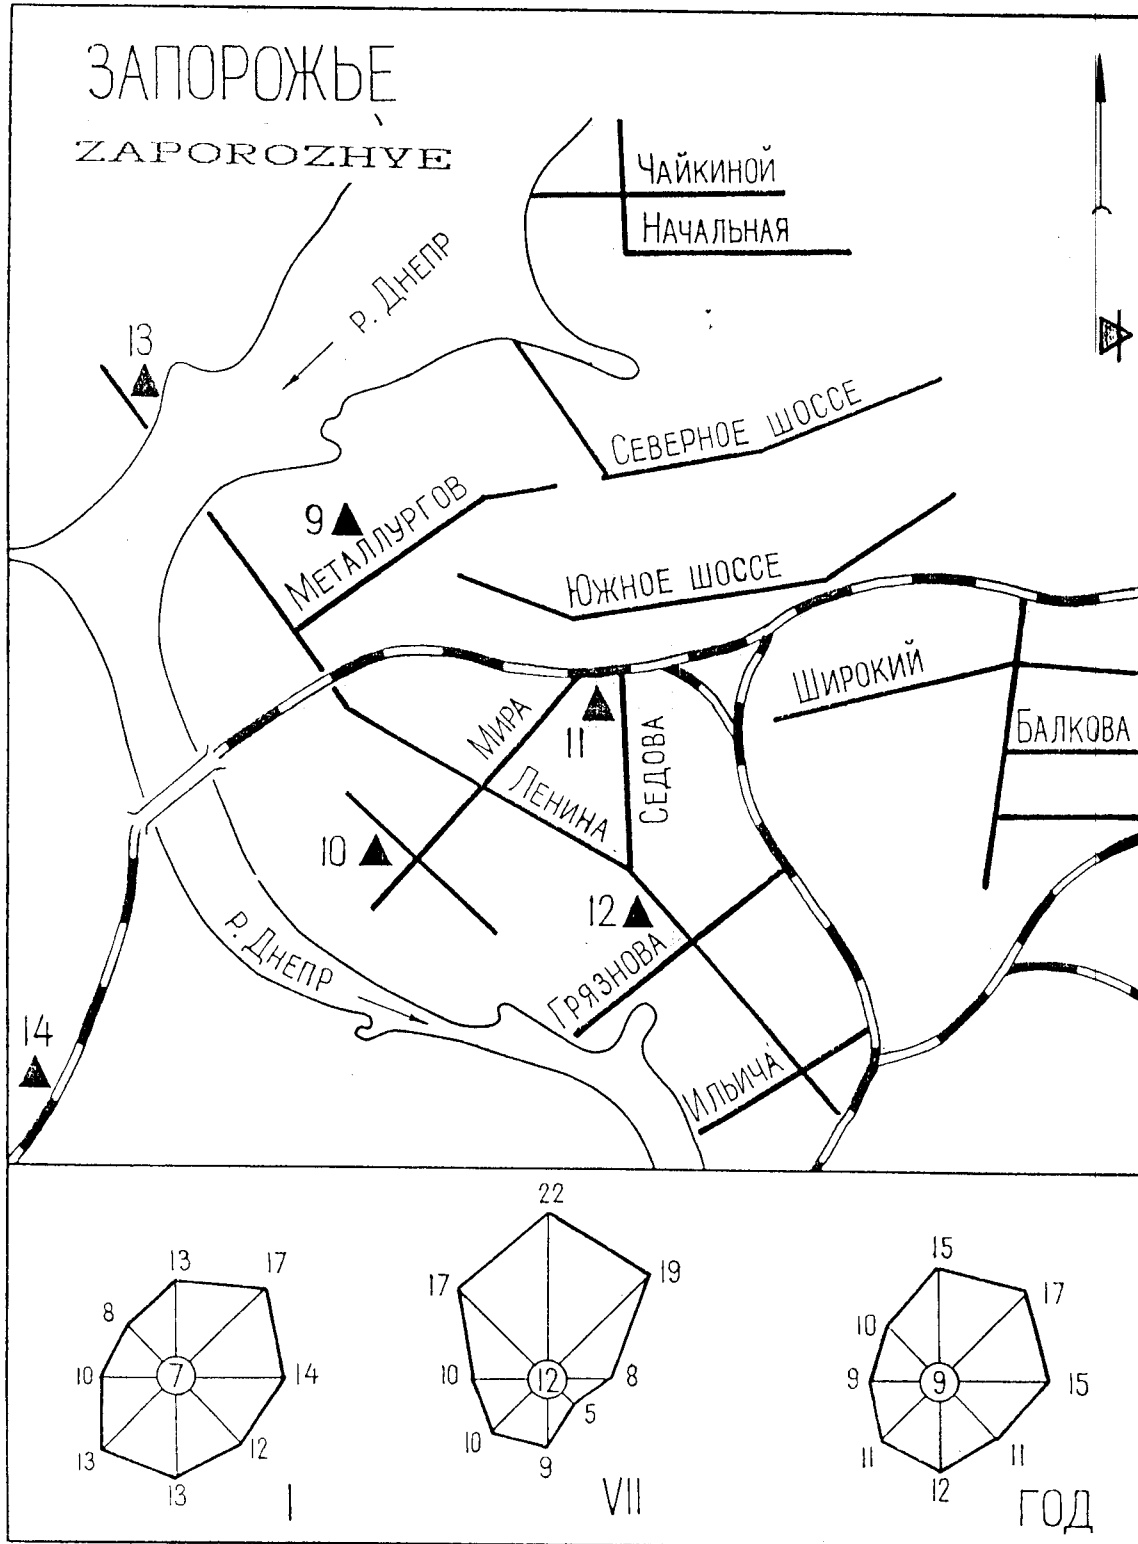 ЗАПОРОЖЬЕ
ZAPOROZHYE
ЧАЙКИНОЙ
НАЧАЛЬНАЯ
р. ДНЕПР
13
СЕВЕРНОЕ ШОССЕ
9
МЕТАЛЛУРГОВ
ЮЖНОЕ ШОССЕ
ШИРОКИЙ
БАЛКОВА
МИРА
11
СЕДОВА
ЛЕНИНА
10
12
р. ДНЕПР
ГРЯЗНОВА
14
ИЛЬИЧА
13
17
8
10
7
14
13
12
13
I
22
17
19
10
12
8
5
10
9
VII
15
17
10
9
9
15
11
11
12
ГОД